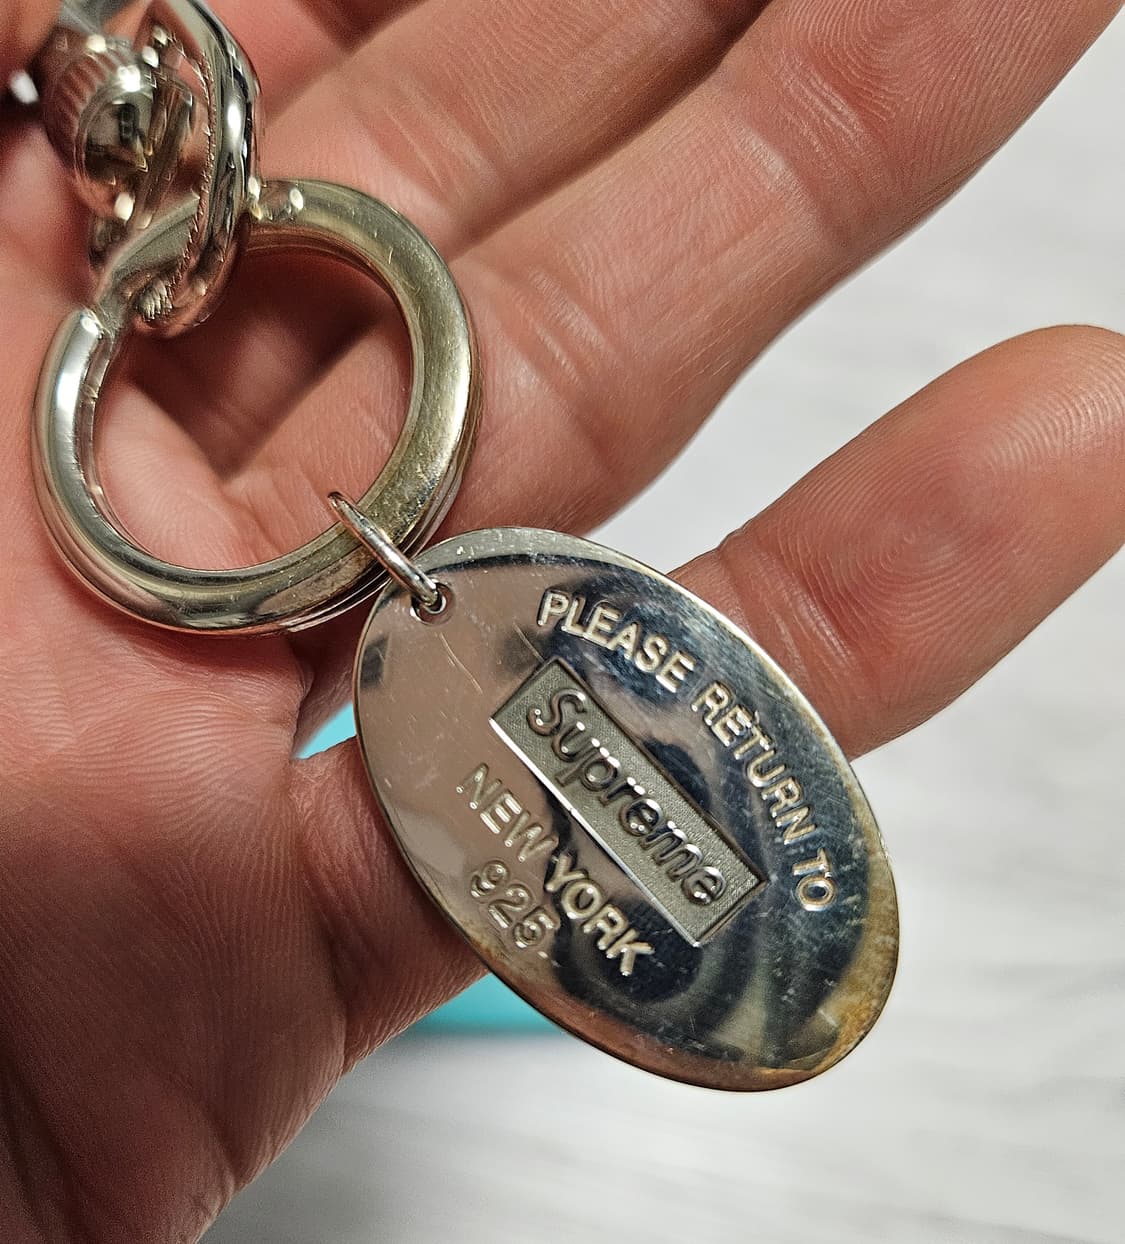 PLEASE RETURN TO
Supreme
NEW YORK
925